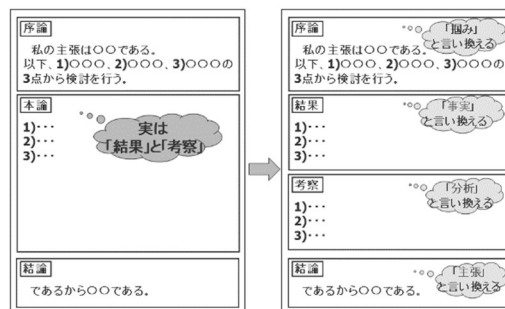 序論
私の主張は〇〇である。
以下、1)〇〇〇、2)〇〇〇、3)〇〇〇の
3点から検討を行う。
本論
1)・・・
2)・・・
3)・・・
実は
「結果」と「考察」
結論
であるから〇〇である。
序論
「掴み」
と言い換える
私の主張は〇〇である。
以下、1)〇〇〇、2)〇〇〇、3)〇〇〇の
3点から検討を行う。
結果
「事実」
と言い換える
1)・・・
2)・・・
3)・・・
考察
「分析」
と言い換える
1)・・・
2)・・・
3)・・・
結論
「主張」
と言い換える
であるから〇〇である。